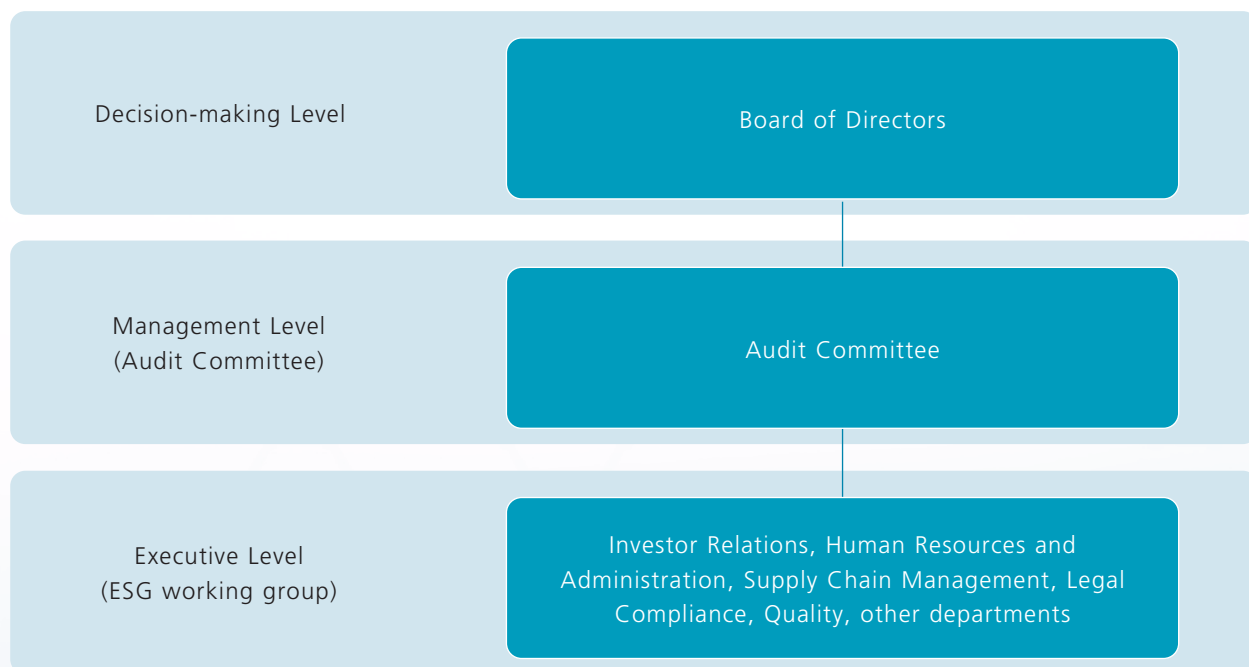 Decision-making Level
Board of Directors
Management Level
(Audit Committee)
Audit Committee
Executive Level
(ESG working group)
Investor Relations, Human Resources and
Administration, Supply Chain Management, Legal
Compliance, Quality, other departments